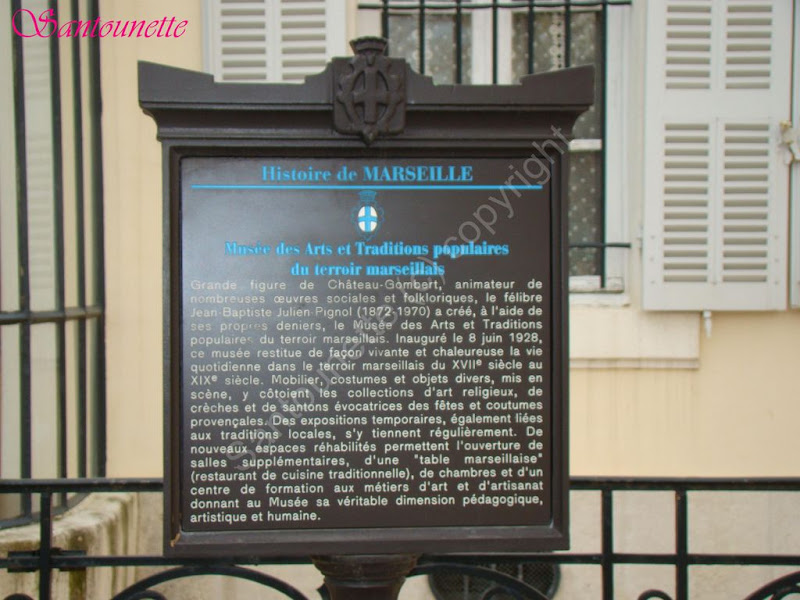 Santounette
Histoire de MARSEILLE
Musée des Arts et Traditions populaires
du terroir marseillais
Grande figure de Château-Gombert, animateur de
nombreuses œuvres sociales et folkloriques, le félibre
Jean-Baptiste Julien Pignol (1872-1970) a créé, à l'aide de
ses propres deniers, le Musée des Arts et Traditions
populaires du terroir marseillais. Inauguré le 8 juin 1928,
ce musée restitue de façon vivante et chaleureuse la vie
quotidienne dans le terroir marseillais du XVIIe siècle au
XIXe siècle. Mobilier, costumes et objets divers, mis en
scène, y côtoient les collections d'art religieux, de
crèches et de santons évocatrices des fêtes et coutumes
provençales. Des expositions temporaires, également liées
aux traditions locales, s'y tiennent régulièrement. De
nouveaux espaces réhabilités permettent l'ouverture de
salles supplémentaires, d'une "table marseillaise"
(restaurant de cuisine traditionnelle), de chambres et d'un
centre de formation aux métiers d'art et d'artisanat
donnant au Musée sa véritable dimension pédagogique,
artistique et humaine.
Santounette (c) copyright